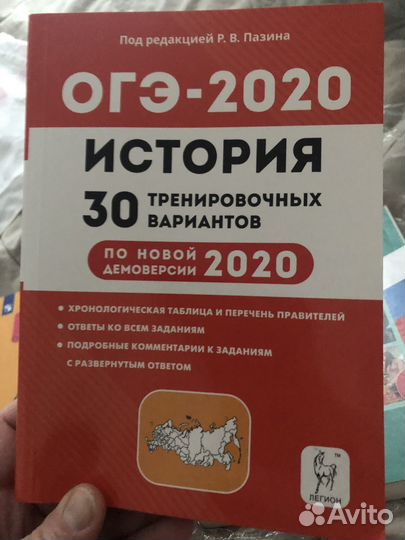 Под редакцией Р. В. Пазина
ОГЭ-2020
ИСТОРИЯ
30 ТРЕНИРОВОЧНЫХ
ВАРИАНТОВ
ПО НОВОЙ
ДЕМОВЕРСИИ 2020
• ХРОНОЛОГИЧЕСКАЯ ТАБЛИЦА И ПЕРЕЧЕНЬ ПРАВИТЕЛЕЙ
• ОТВЕТЫ КО ВСЕМ ЗАДАНИЯМ
• ПОДРОБНЫЕ КОММЕНТАРИИ К ЗАДАНИЯМ
С РАЗВЕРНУТЫМ ОТВЕТОМ
TM
ЛЕГИОН
Avito